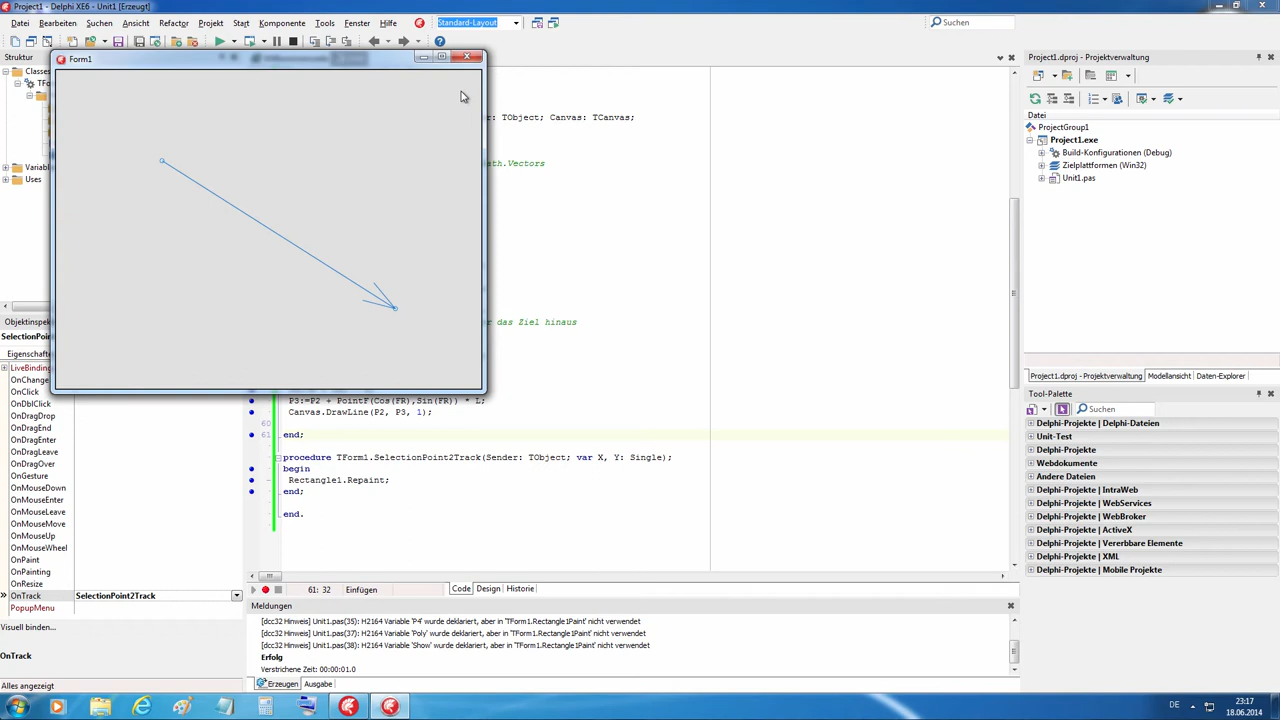 Project1 - Delphi XE6 - Unit1 [Erzeugt]
Datei Bearbeiten Suchen Ansicht Refactor Projekt Start Komponente Tools Fenster Hilfe Standard-Layout Suchen
Struktur
Form1
Project1.dproj - Projektverwaltung
Classes
Variab
Uses
Datei
ProjectGroup1
Project1.exe
Build-Konfigurationen (Debug)
Zielplattformen (Win32)
Unit1.pas
r: TObject; Canvas: TCanvas;
ath.Vectors
r das Ziel hinaus
P3:=P2 + PointF(Cos(FR),Sin(FR)) * L;
Canvas.DrawLine(P2, P3, 1);
60
61 end;
procedure TForm1.SelectionPoint2Track(Sender: TObject; var X, Y: Single);
begin
Rectangle1.Repaint;
end;
end.
Objektinspek
SelectionPoint
Eigenschafte
LiveBinding
OnChange
OnClick
OnDblClick
OnDragDrop
OnDragEnd
OnDragEnter
OnDragLeave
OnDragOver
OnGesture
OnMouseDown
OnMouseEnter
OnMouseLeave
OnMouseMove
OnMouseUp
OnMouseWheel
OnPaint
OnPainting
OnResize
OnTrack SelectionPoint2Track
PopupMenu
Visuell binden...
OnTrack
Alles angezeigt
61: 32 Einfügen Code Design Historie
Meldungen
[dcc32 Hinweis] Unit1.pas(35): H2164 Variable 'P4' wurde deklariert, aber in 'TForm1.Rectangle1Paint' nicht verwendet
[dcc32 Hinweis] Unit1.pas(37): H2164 Variable 'Poly' wurde deklariert, aber in 'TForm1.Rectangle1Paint' nicht verwendet
[dcc32 Hinweis] Unit1.pas(38): H2164 Variable 'Show' wurde deklariert, aber in 'TForm1.Rectangle1Paint' nicht verwendet
Erfolg
Verstrichene Zeit: 00:00:01.0
Erzeugen Ausgabe
Project1.dproj - Projektverwaltung Modellansicht Daten-Explorer
Tool-Palette
Suchen
Delphi-Projekte | Delphi-Dateien
Unit-Test
Delphi-Projekte
Webdokumente
Andere Dateien
Delphi-Projekte | IntraWeb
Delphi-Projekte | WebServices
Delphi-Projekte | WebBroker
Delphi-Projekte | ActiveX
Delphi-Projekte | Vererbbare Elemente
Delphi-Projekte | XML
Delphi-Projekte | Mobile Projekte
DE
23:17
18.06.2014